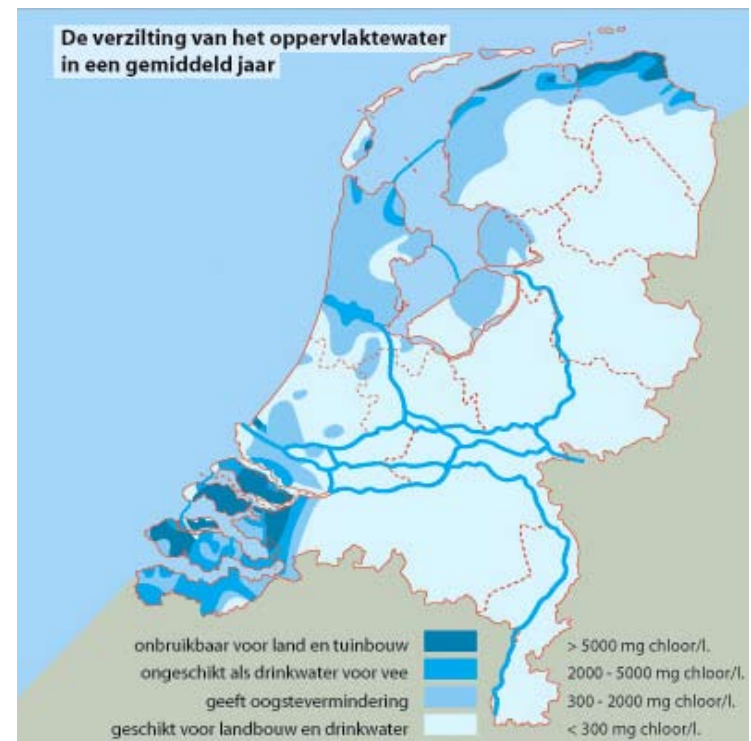 De verzilting van het oppervlaktewater
in een gemiddeld jaar
onbruikbaar voor land en tuinbouw > 5000 mg chloor/l.
ongeschikt als drinkwater voor vee 2000 - 5000 mg chloor/l.
geeft oogstevermindering 300 - 2000 mg chloor/l.
geschikt voor landbouw en drinkwater < 300 mg chloor/l.